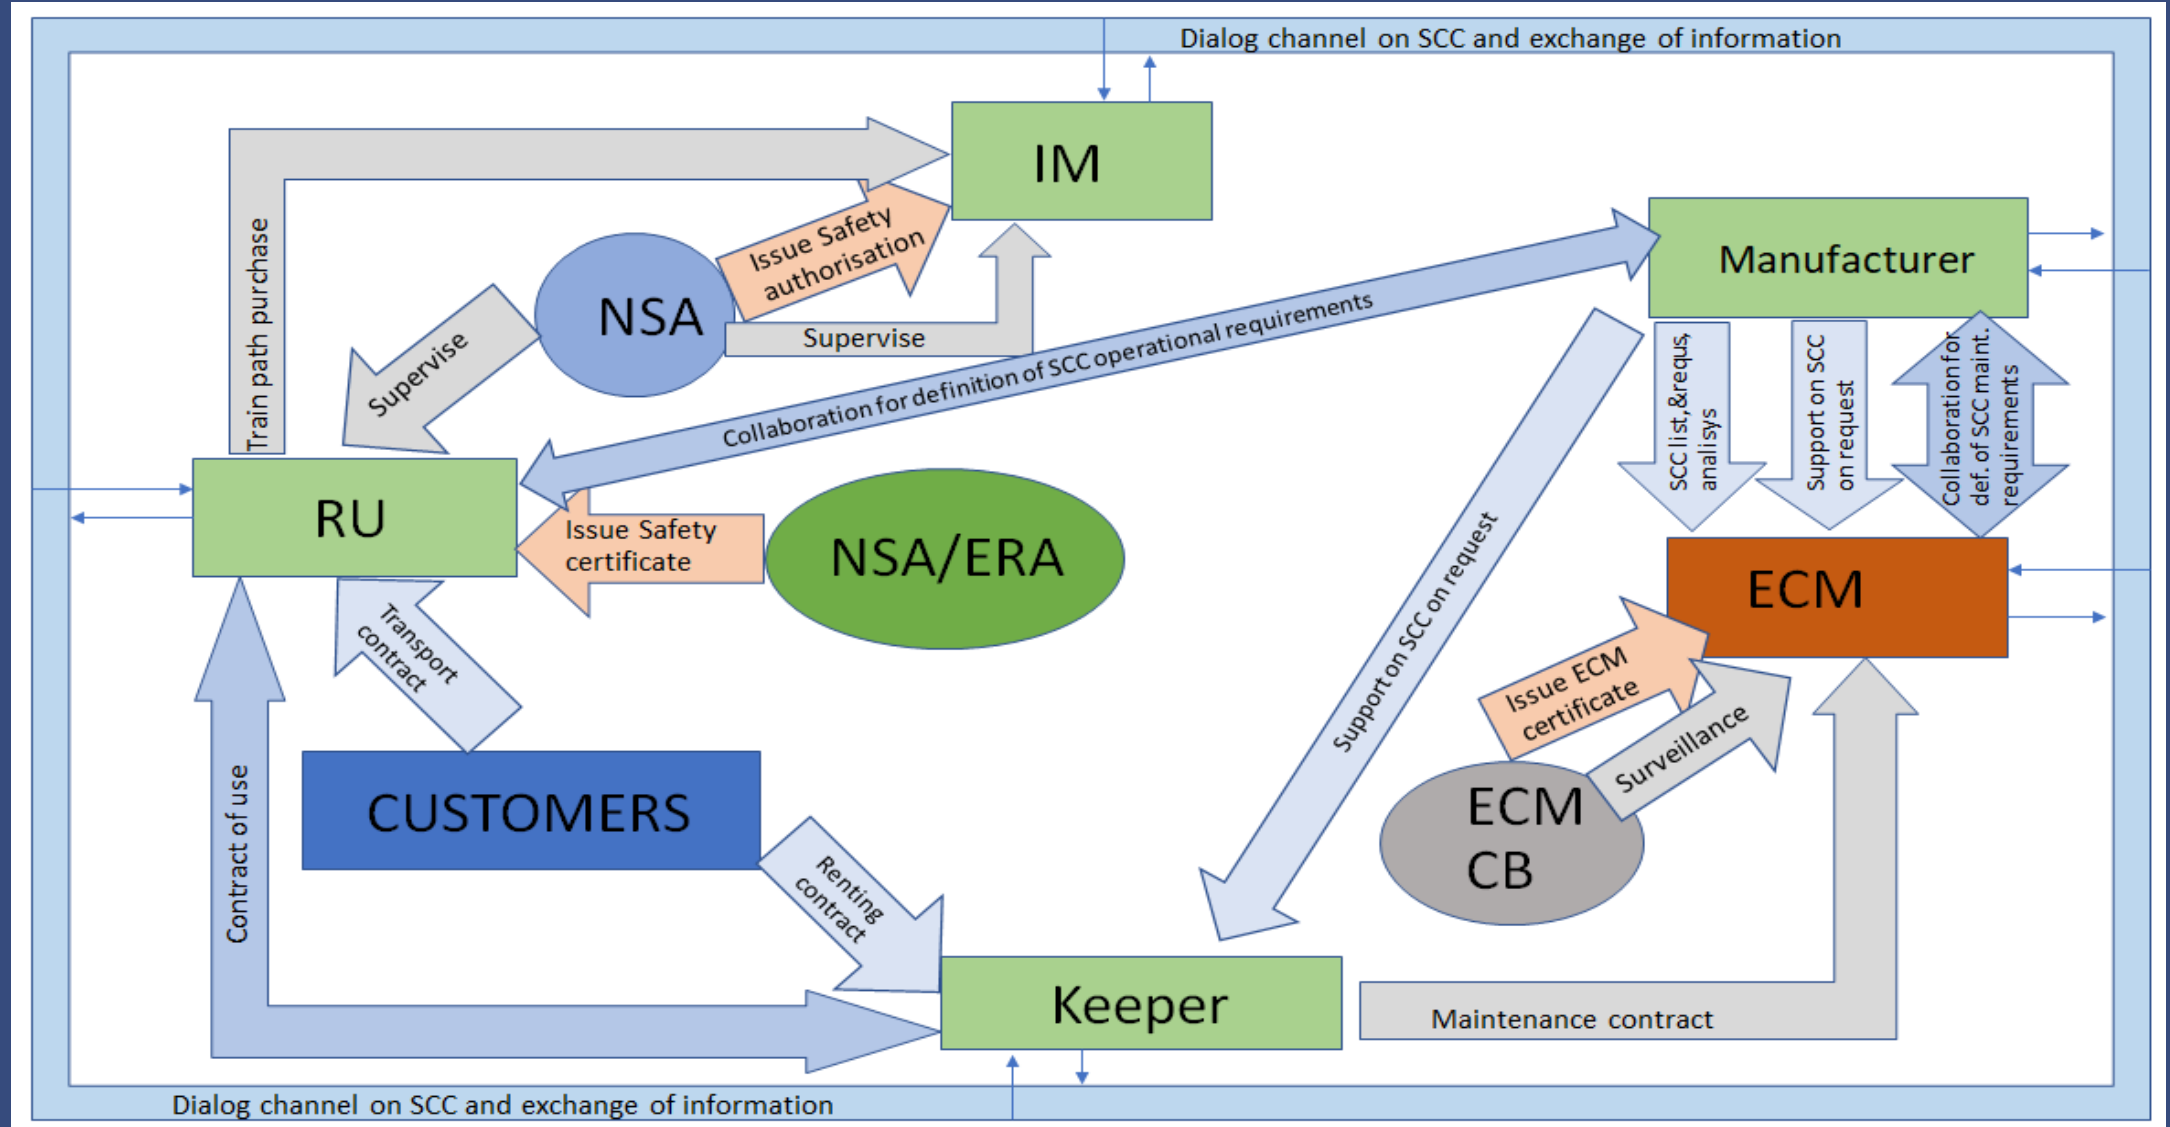 Dialog channel on SCC and exchange of information
IM
Train path purchase
Issue Safety
authorisation
NSA
Supervise
Supervise
Manufacturer
Collaboration for definition of SCC operational requirements
SCC list,&requs,
analisys
Support on SCC
on request
Collaboration for
def. of SCC maint.
requirements
RU
Issue Safety
certificate
NSA/ERA
Support on SCC on request
ECM
Transport
contract
Issue ECM
certificate
Surveillance
ECM
CB
CUSTOMERS
Contract of use
Renting
contract
Keeper
Maintenance contract
Dialog channel on SCC and exchange of information